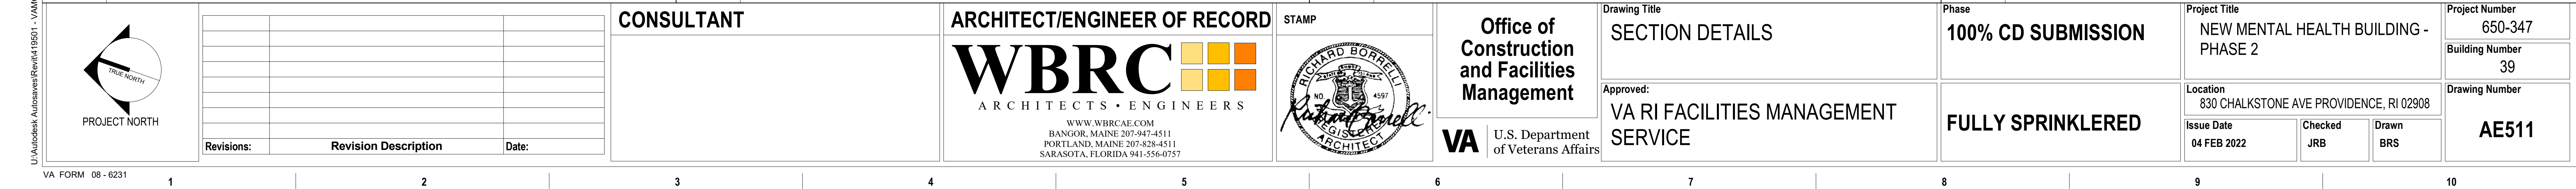 U:\Autodesk Autosaves\Revit\419501 - VAM
TRUE NORTH
PROJECT NORTH
Revisions:
Revision Description
Date:
CONSULTANT
ARCHITECT/ENGINEER OF RECORD
WBRC
ARCHITECTS • ENGINEERS
WWW.WBRCAE.COM
BANGOR, MAINE 207-947-4511
PORTLAND, MAINE 207-828-4511
SARASOTA, FLORIDA 941-556-0757
STAMP
RICHARD BORRELLI
NO. 4597
REGISTERED
ARCHITECT
Office of
Construction
and Facilities
Management
VA
U.S. Department
of Veterans Affairs
Drawing Title
SECTION DETAILS
Approved:
VA RI FACILITIES MANAGEMENT
SERVICE
Phase
100% CD SUBMISSION
FULLY SPRINKLERED
Project Title
NEW MENTAL HEALTH BUILDING -
PHASE 2
Location
830 CHALKSTONE AVE PROVIDENCE, RI 02908
Issue Date
04 FEB 2022
Checked
JRB
Drawn
BRS
Project Number
650-347
Building Number
39
Drawing Number
AE511
VA FORM 08 - 6231
1 2 3 4 5 6 7 8 9 10